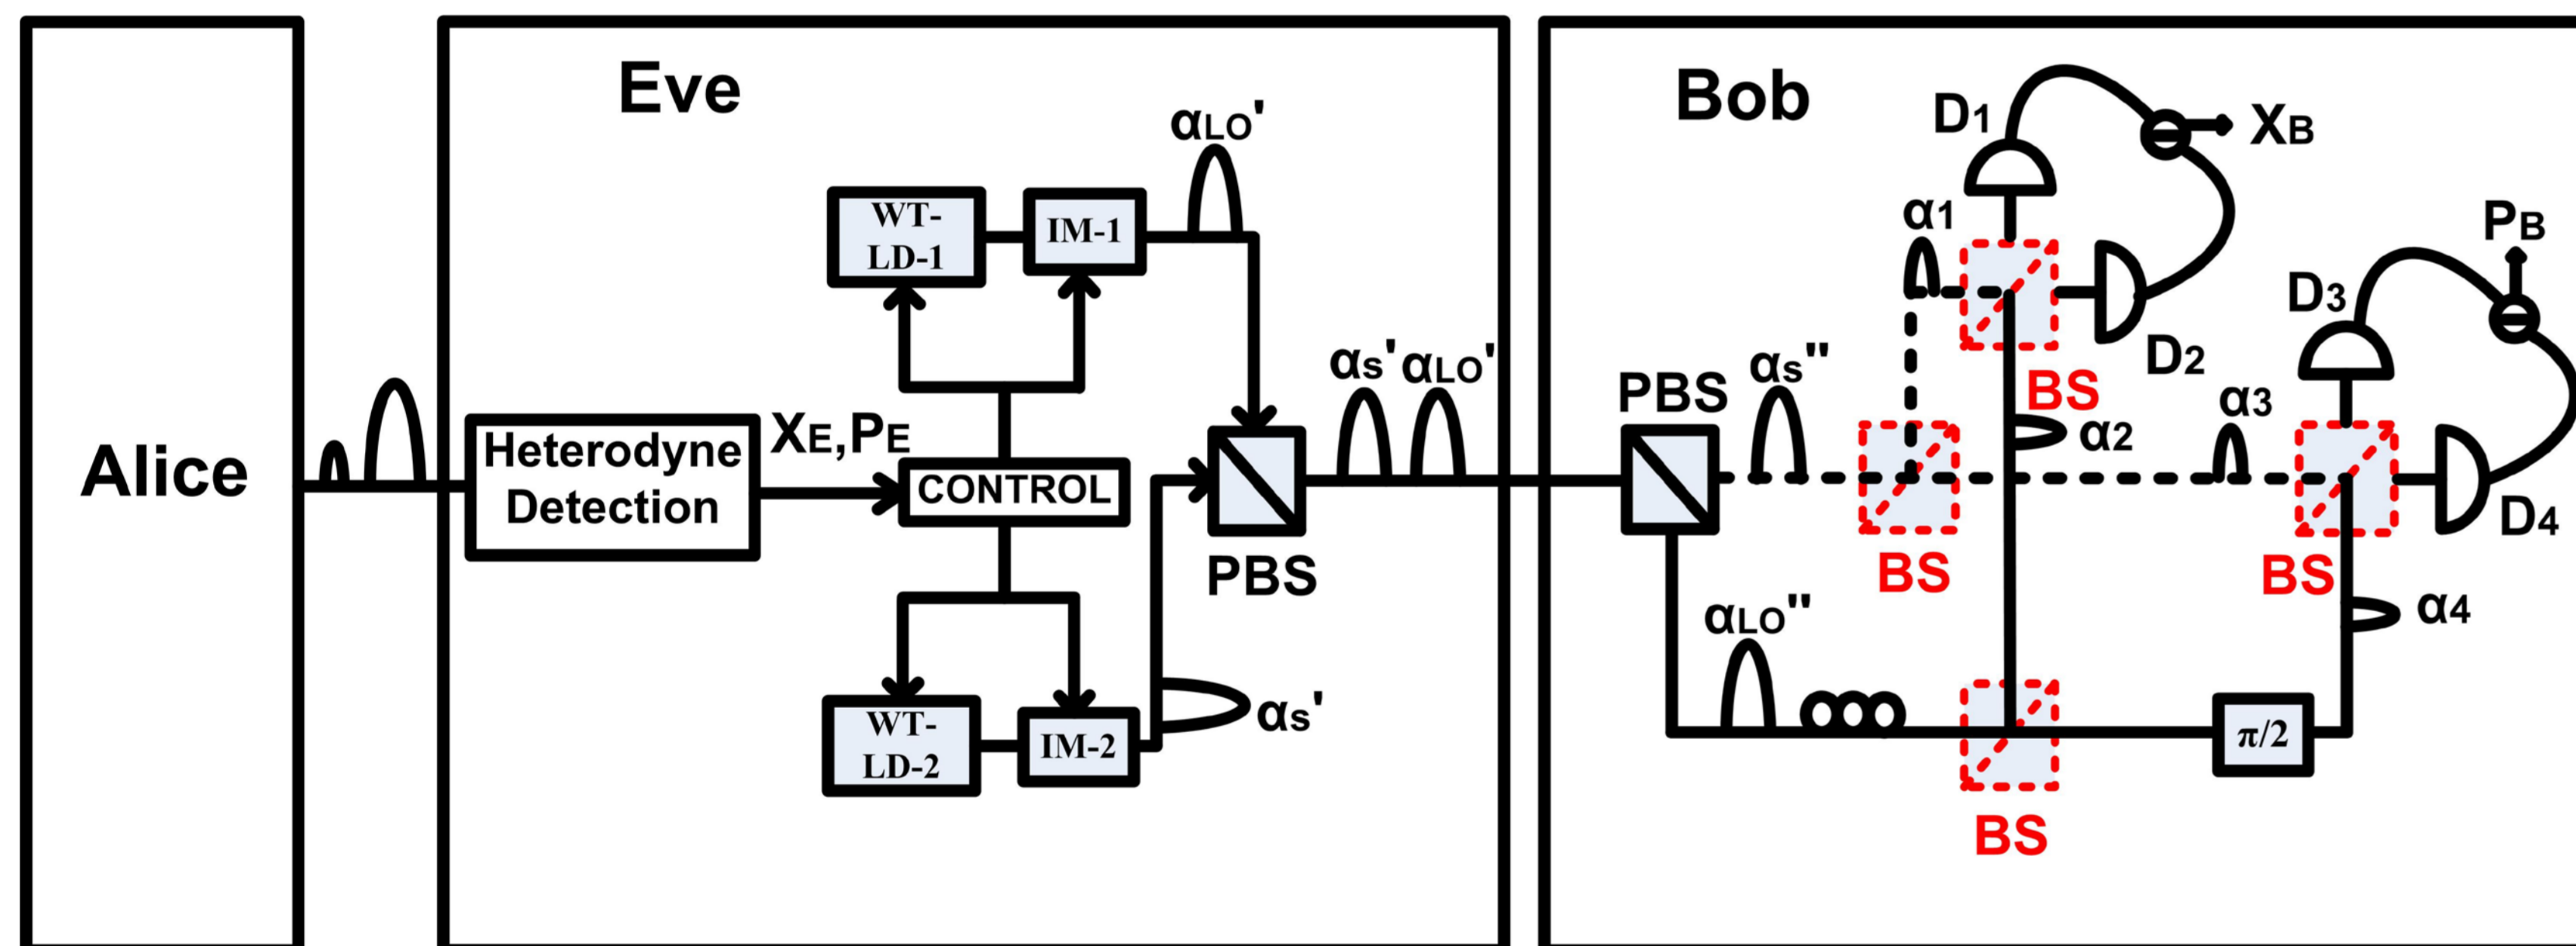 Alice
Eve
Heterodyne
Detection
XE,PE
CONTROL
WT-
LD-1
IM-1
αLO'
WT-
LD-2
IM-2
αs'
PBS
αs' αLO'
Bob
PBS
αs''
αLO''
BS
BS
BS
BS
α1
α2
α3
α4
D1
D2
D3
D4
XB
PB
π/2